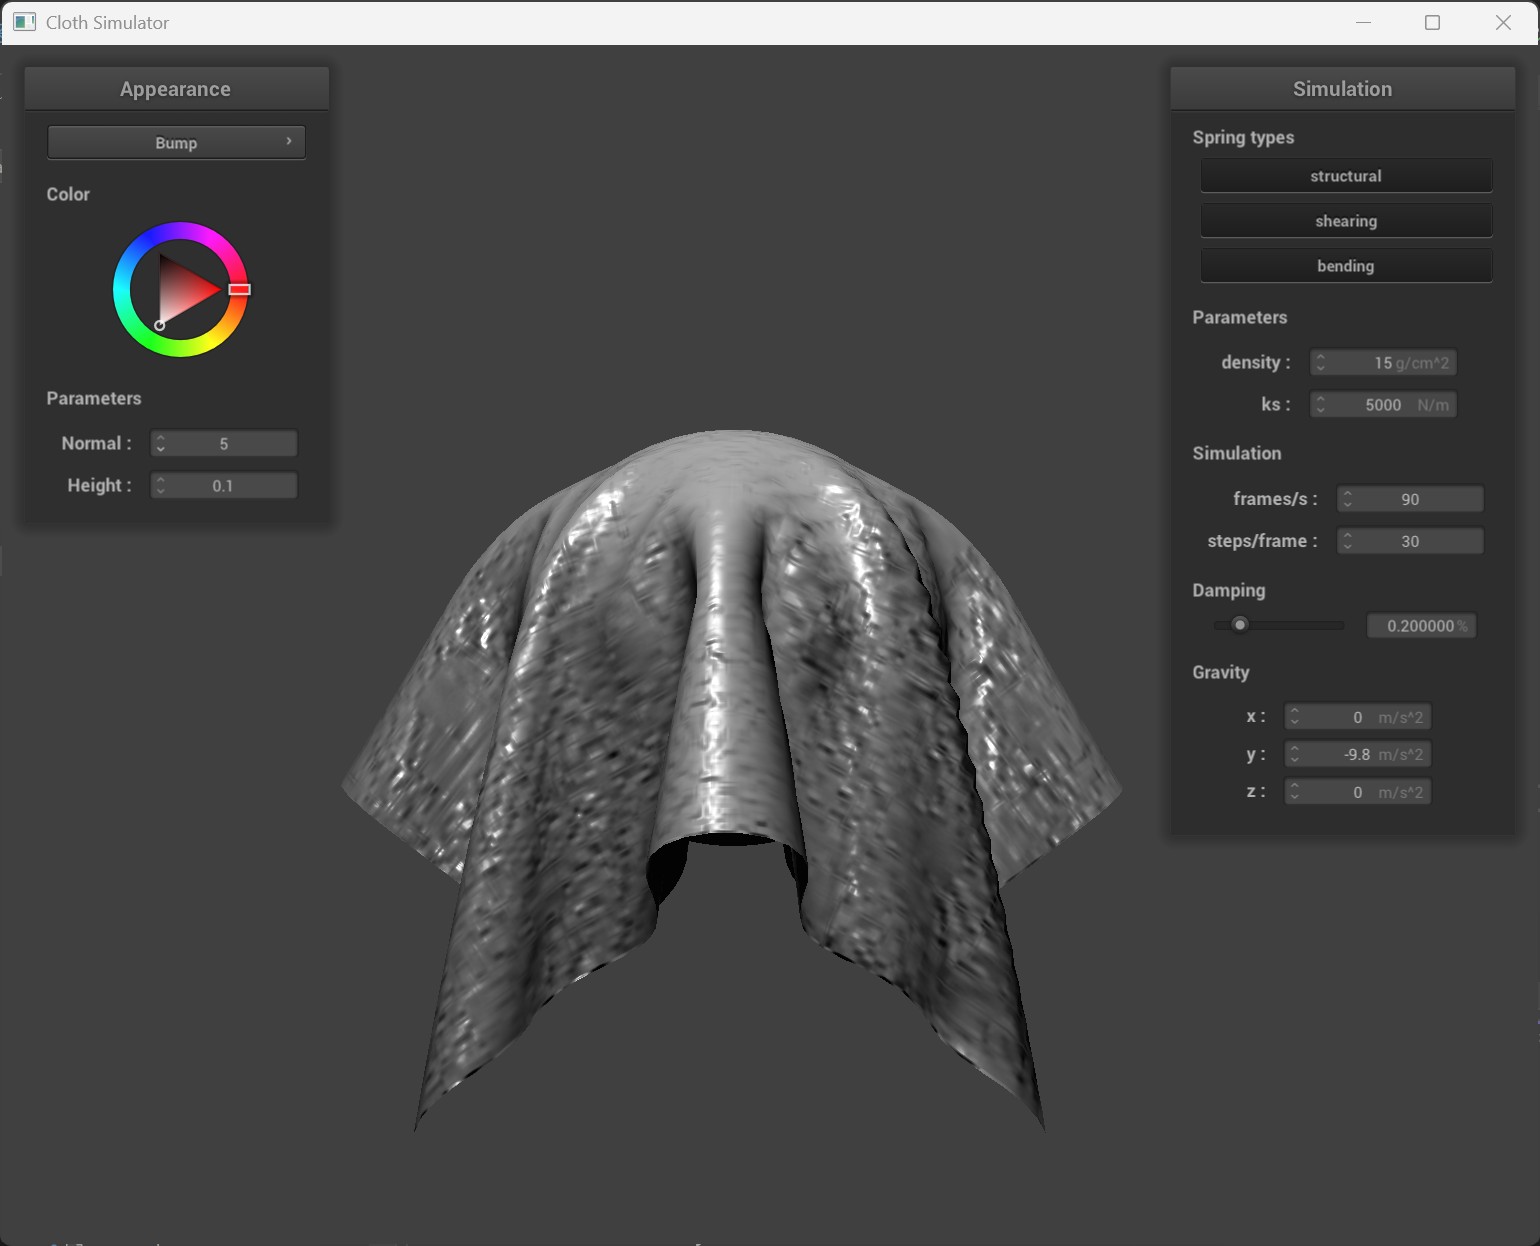 Cloth Simulator
Appearance
Bump
Color
Parameters
Normal : 5
Height : 0.1
Simulation
Spring types
structural
shearing
bending
Parameters
density : 15 g/cm^2
ks : 5000 N/m
Simulation
frames/s : 90
steps/frame : 30
Damping
0.200000 %
Gravity
x : 0 m/s^2
y : -9.8 m/s^2
z : 0 m/s^2